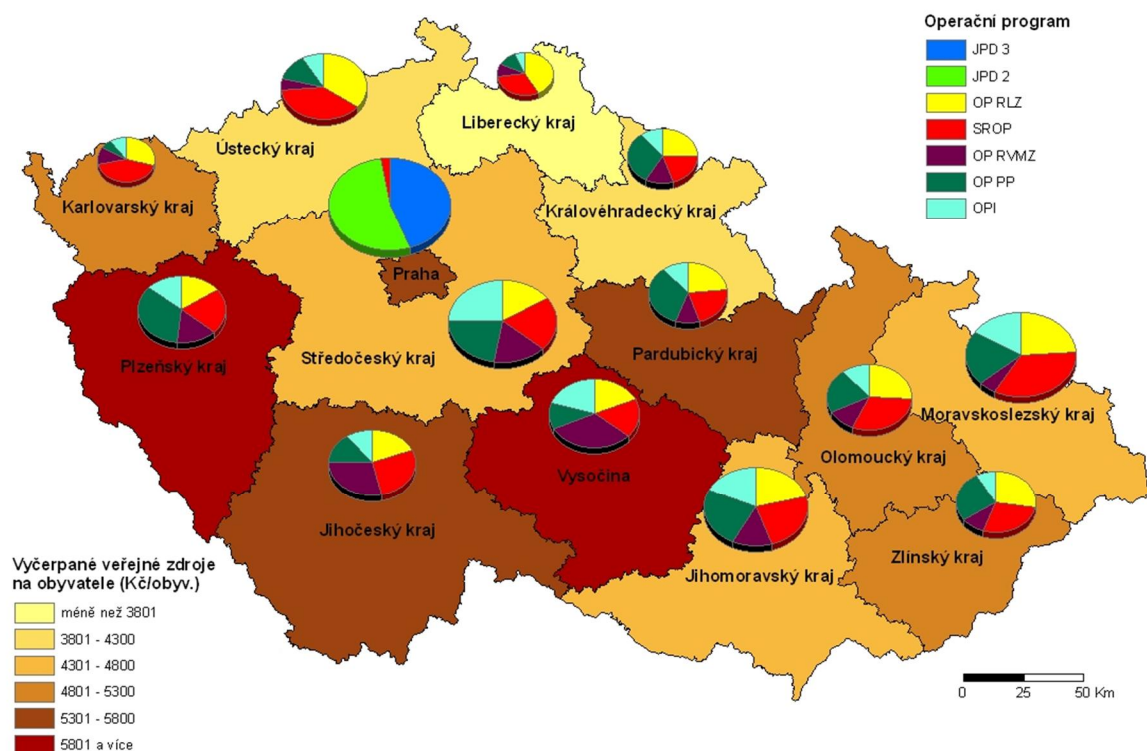 Operační program
JPD 3
JPD 2
OP RLZ
SROP
OP RVMZ
OP PP
OPI
Liberecký kraj
Ústecký kraj
Karlovarský kraj
Královéhradecký kraj
Praha
Plzeňský kraj
Středočeský kraj
Pardubický kraj
Moravskoslezský kraj
Olomoucký kraj
Vysočina
Jihočeský kraj
Zlínský kraj
Jihomoravský kraj
Vyčerpané veřejné zdroje
na obyvatele (Kč/obyv.)
méně než 3801
3801 - 4300
4301 - 4800
4801 - 5300
5301 - 5800
5801 a více
0 25 50 Km